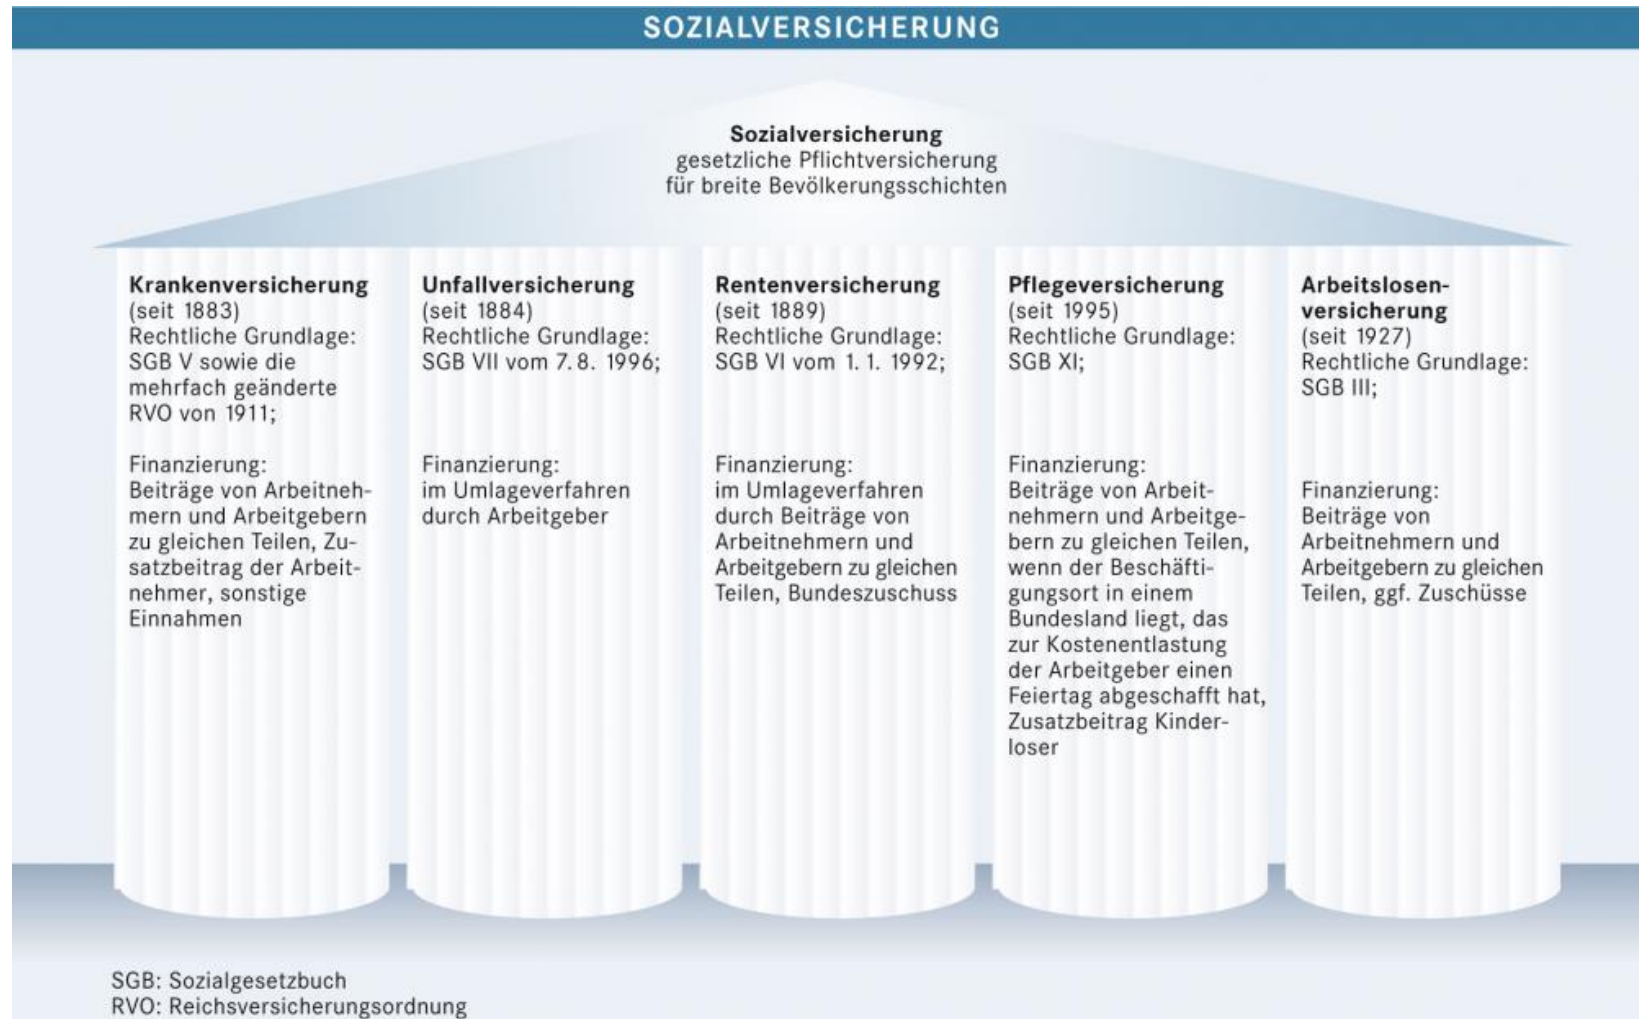 SOZIALVERSICHERUNG
Sozialversicherung
gesetzliche Pflichtversicherung
für breite Bevölkerungsschichten
Krankenversicherung
(seit 1883)
Rechtliche Grundlage:
SGB V sowie die
mehrfach geänderte
RVO von 1911;
Finanzierung:
Beiträge von Arbeitneh-
mern und Arbeitgebern
zu gleichen Teilen, Zu-
satzbeitrag der Arbeit-
nehmer, sonstige
Einnahmen
Unfallversicherung
(seit 1884)
Rechtliche Grundlage:
SGB VII vom 7. 8. 1996;
Finanzierung:
im Umlageverfahren
durch Arbeitgeber
Rentenversicherung
(seit 1889)
Rechtliche Grundlage:
SGB VI vom 1. 1. 1992;
Finanzierung:
im Umlageverfahren
durch Beiträge von
Arbeitnehmern und
Arbeitgebern zu gleichen
Teilen, Bundeszuschuss
Pflegeversicherung
(seit 1995)
Rechtliche Grundlage:
SGB XI;
Finanzierung:
Beiträge von Arbeit-
nehmern und Arbeitge-
bern zu gleichen Teilen,
wenn der Beschäfti-
gungsort in einem
Bundesland liegt, das
zur Kostenentlastung
der Arbeitgeber einen
Feiertag abgeschafft hat,
Zusatzbeitrag Kinder-
loser
Arbeitslosen-
versicherung
(seit 1927)
Rechtliche Grundlage:
SGB III;
Finanzierung:
Beiträge von
Arbeitnehmern und
Arbeitgebern zu gleichen
Teilen, ggf. Zuschüsse
SGB: Sozialgesetzbuch
RVO: Reichsversicherungsordnung